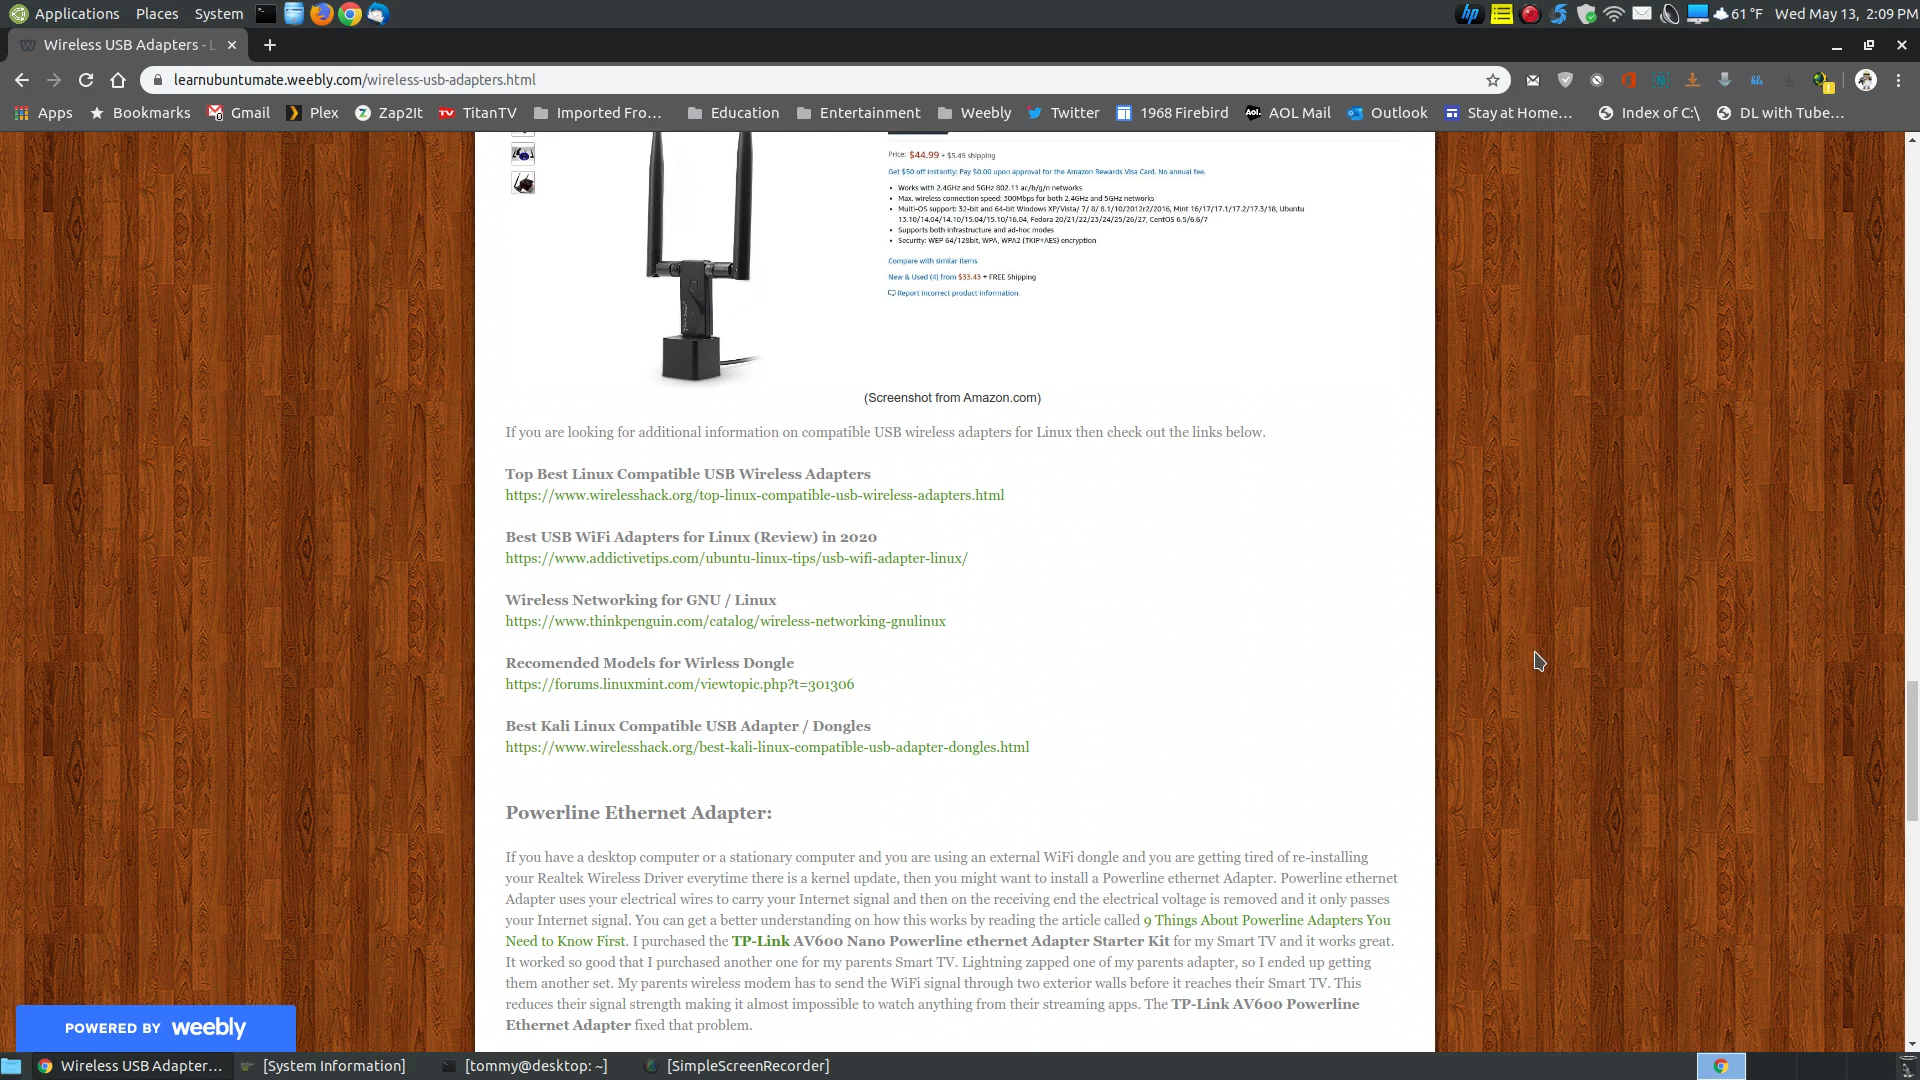 Applications Places System
hp
61 °F Wed May 13, 2:09 PM
Wireless USB Adapters - L
learnubuntumate.weebly.com/wireless-usb-adapters.html
Apps Bookmarks Gmail Plex Zap2It TitanTV Imported Fro... Education Entertainment Weebly Twitter 1968 Firebird AOL Mail Outlook Stay at Home... Index of C:\ DL with Tube...
Price: $44.99 + $5.49 shipping
Get $50 off instantly: Pay $0.00 upon approval for the Amazon Rewards Visa Card. No annual fee.
• Works with 2.4GHz and 5GHz 802.11 ac/b/g/n networks
• Max. wireless connection speed: 300Mbps for both 2.4GHz and 5GHz networks
• Multi-OS support: 32-bit and 64-bit Windows XP/Vista/ 7/ 8/ 8.1/10/2012r2/2016, Mint 16/17/17.1/17.2/17.3/18, Ubuntu
13.10/14.04/14.10/15.04/15.10/16.04, Fedora 20/21/22/23/24/25/26/27, CentOS 6.5/6.6/7
• Supports both infrastructure and ad-hoc modes
• Security: WEP 64/128bit, WPA, WPA2 (TKIP+AES) encryption
Compare with similar items
New & Used (4) from $33.43 + FREE Shipping
Report incorrect product information.
(Screenshot from Amazon.com)
If you are looking for additional information on compatible USB wireless adapters for Linux then check out the links below.
Top Best Linux Compatible USB Wireless Adapters
https://www.wirelesshack.org/top-linux-compatible-usb-wireless-adapters.html
Best USB WiFi Adapters for Linux (Review) in 2020
https://www.addictivetips.com/ubuntu-linux-tips/usb-wifi-adapter-linux/
Wireless Networking for GNU / Linux
https://www.thinkpenguin.com/catalog/wireless-networking-gnulinux
Recomended Models for Wirless Dongle
https://forums.linuxmint.com/viewtopic.php?t=301306
Best Kali Linux Compatible USB Adapter / Dongles
https://www.wirelesshack.org/best-kali-linux-compatible-usb-adapter-dongles.html
Powerline Ethernet Adapter:
If you have a desktop computer or a stationary computer and you are using an external WiFi dongle and you are getting tired of re-installing
your Realtek Wireless Driver everytime there is a kernel update, then you might want to install a Powerline ethernet Adapter. Powerline ethernet
Adapter uses your electrical wires to carry your Internet signal and then on the receiving end the electrical voltage is removed and it only passes
your Internet signal. You can get a better understanding on how this works by reading the article called 9 Things About Powerline Adapters You
Need to Know First. I purchased the TP-Link AV600 Nano Powerline ethernet Adapter Starter Kit for my Smart TV and it works great.
It worked so good that I purchased another one for my parents Smart TV. Lightning zapped one of my parents adapter, so I ended up getting
them another set. My parents wireless modem has to send the WiFi signal through two exterior walls before it reaches their Smart TV. This
reduces their signal strength making it almost impossible to watch anything from their streaming apps. The TP-Link AV600 Powerline
Ethernet Adapter fixed that problem.
POWERED BY weebly
Wireless USB Adapter... [System Information] [tommy@desktop: ~] [SimpleScreenRecorder]